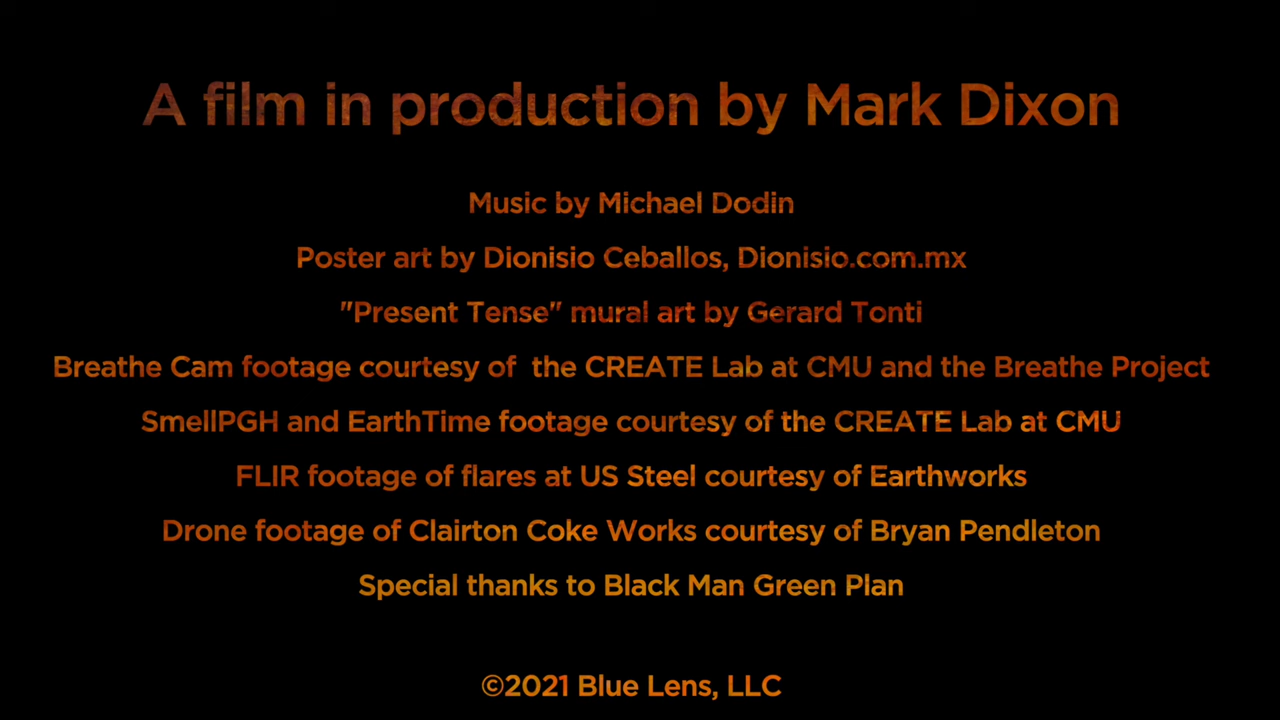 A film in production by Mark Dixon
Music by Michael Dodin
Poster art by Dionisio Ceballos, Dionisio.com.mx
"Present Tense" mural art by Gerard Tonti
Breathe Cam footage courtesy of  the CREATE Lab at CMU and the Breathe Project
SmellPGH and EarthTime footage courtesy of the CREATE Lab at CMU
FLIR footage of flares at US Steel courtesy of Earthworks
Drone footage of Clairton Coke Works courtesy of Bryan Pendleton
Special thanks to Black Man Green Plan
©2021 Blue Lens, LLC